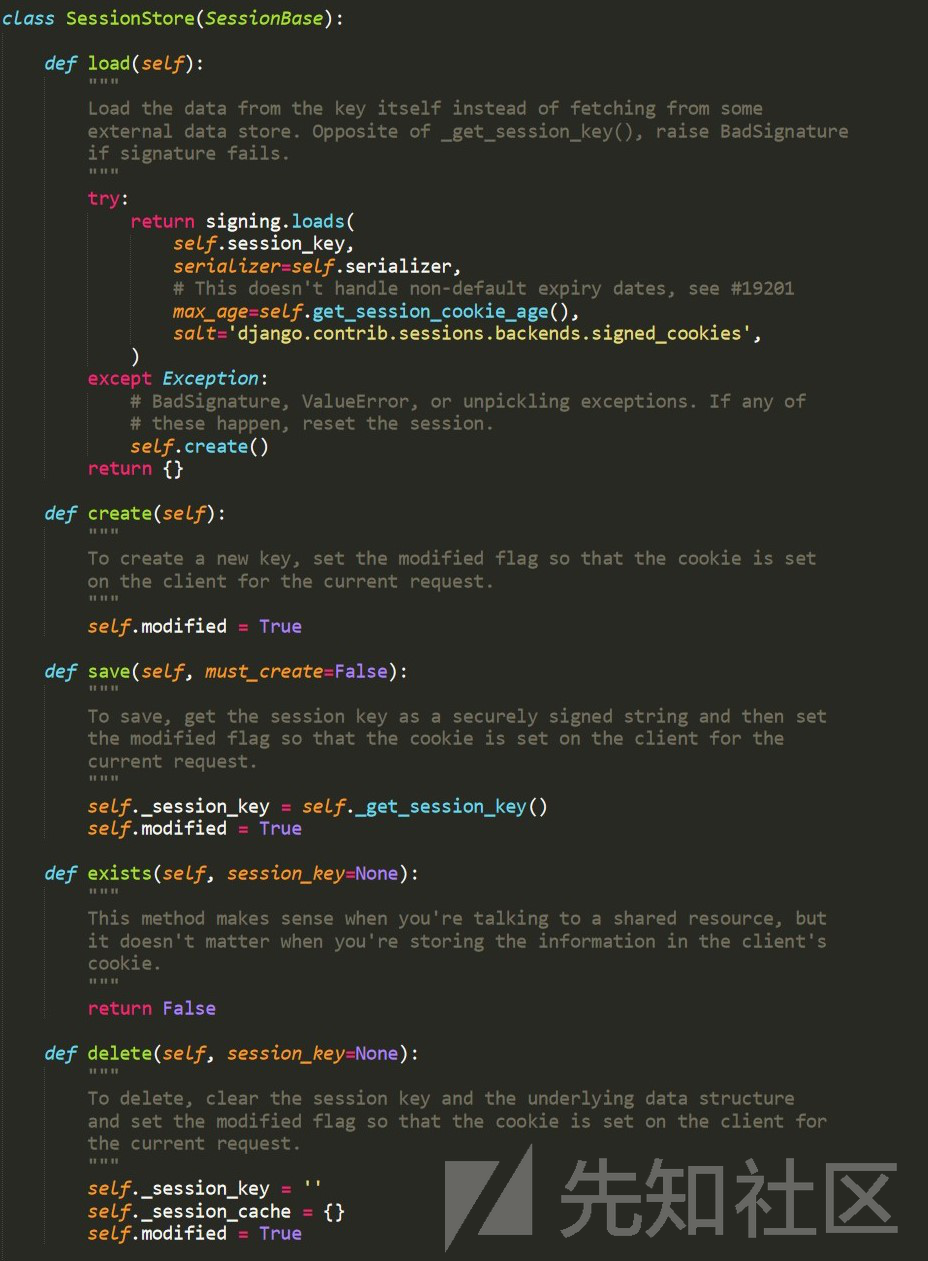 class SessionStore(SessionBase):
    def load(self):
        """
        Load the data from the key itself instead of fetching from some
        external data store. Opposite of _get_session_key(), raise BadSignature
        if signature fails.
        """
        try:
            return signing.loads(
                self.session_key,
                serializer=self.serializer,
                # This doesn't handle non-default expiry dates, see #19201
                max_age=self.get_session_cookie_age(),
                salt='django.contrib.sessions.backends.signed_cookies',
            )
        except Exception:
            # BadSignature, ValueError, or unpickling exceptions. If any of
            # these happen, reset the session.
            self.create()
        return {}
    def create(self):
        """
        To create a new key, set the modified flag so that the cookie is set
        on the client for the current request.
        """
        self.modified = True
    def save(self, must_create=False):
        """
        To save, get the session key as a securely signed string and then set
        the modified flag so that the cookie is set on the client for the
        current request.
        """
        self._session_key = self._get_session_key()
        self.modified = True
    def exists(self, session_key=None):
        """
        This method makes sense when you're talking to a shared resource, but
        it doesn't matter when you're storing the information in the client's
        cookie.
        """
        return False
    def delete(self, session_key=None):
        """
        To delete, clear the session key and the underlying data structure
        and set the modified flag so that the cookie is set on the client for
        the current request.
        """
        self._session_key = ''
        self._session_cache = {}
        self.modified = True
先知社区